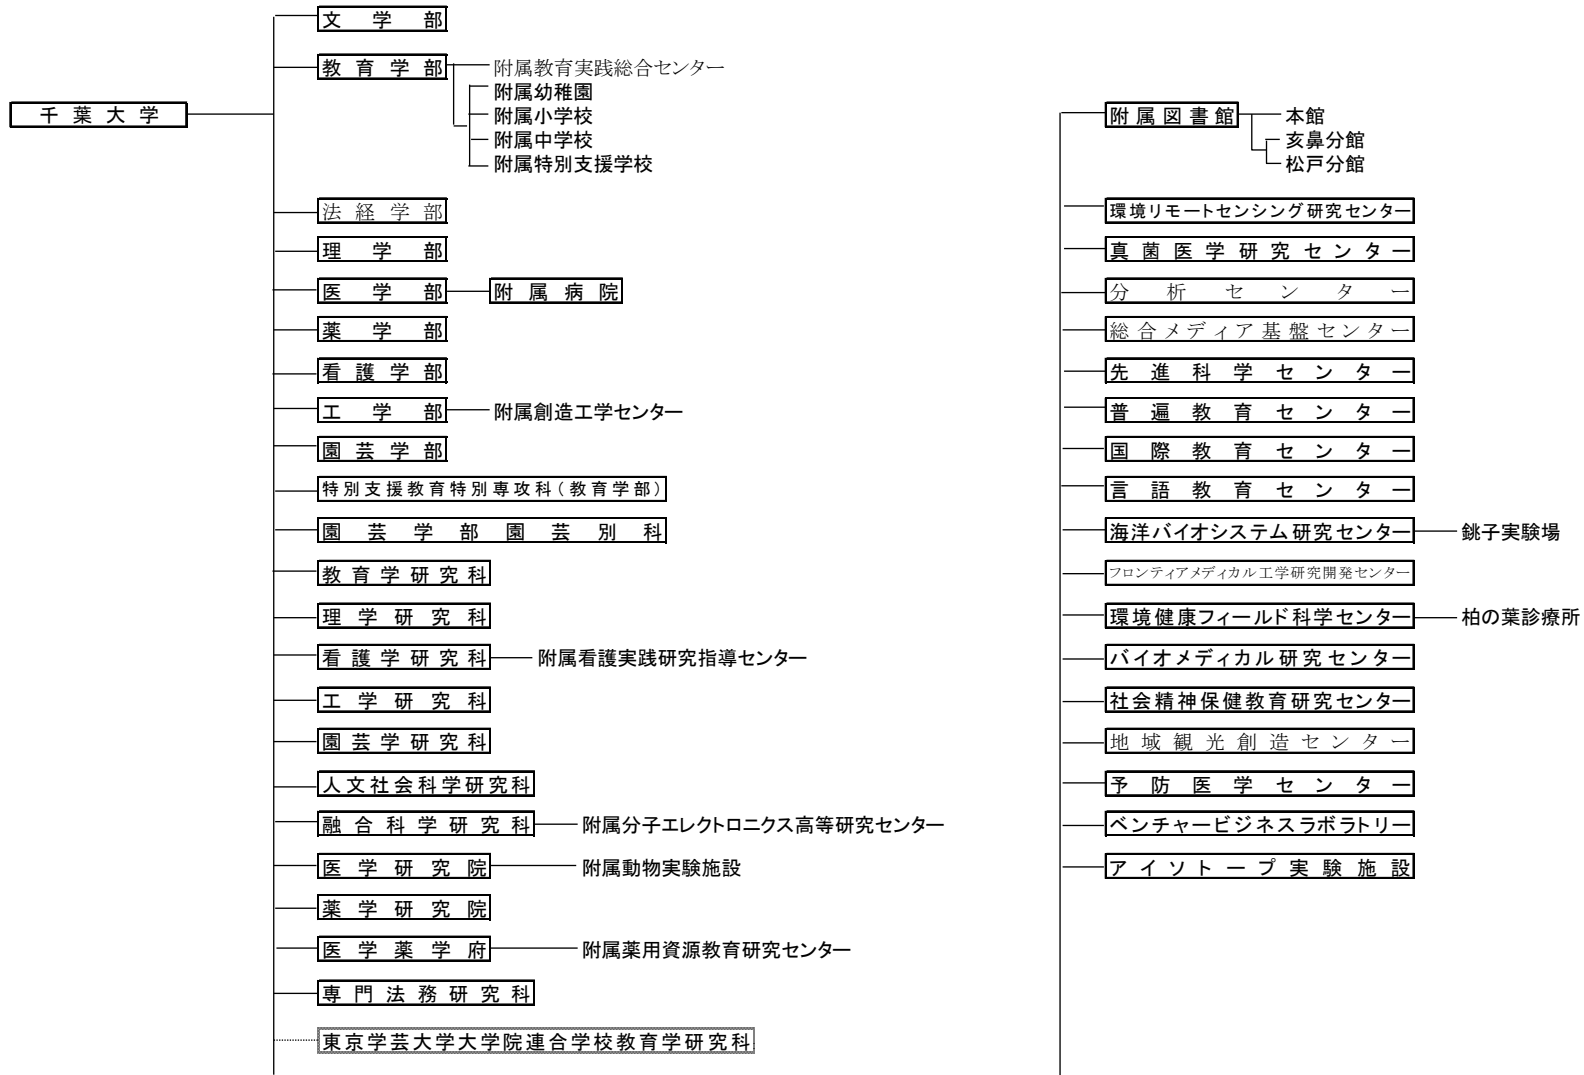 千葉大学
文学部
教育学部
附属教育実践総合センター
附属幼稚園
附属小学校
附属中学校
附属特別支援学校
法経学部
理学部
医学部
附属病院
薬学部
看護学部
工学部
附属創造工学センター
園芸学部
特別支援教育特別専攻科(教育学部)
園芸学部園芸別科
教育学研究科
理学研究科
看護学研究科
附属看護実践研究指導センター
工学研究科
園芸学研究科
人文社会科学研究科
融合科学研究科
附属分子エレクトロニクス高等研究センター
医学研究院
附属動物実験施設
薬学研究院
医学薬学府
附属薬用資源教育研究センター
専門法務研究科
東京学芸大学大学院連合学校教育学研究科
附属図書館
本館
亥鼻分館
松戸分館
環境リモートセンシング研究センター
真菌医学研究センター
分析センター
総合メディア基盤センター
先進科学センター
普遍教育センター
国際教育センター
言語教育センター
海洋バイオシステム研究センター
銚子実験場
フロンティアメディカル工学研究開発センター
環境健康フィールド科学センター
柏の葉診療所
バイオメディカル研究センター
社会精神保健教育研究センター
地域観光創造センター
予防医学センター
ベンチャービジネスラボラトリー
アイソトープ実験施設